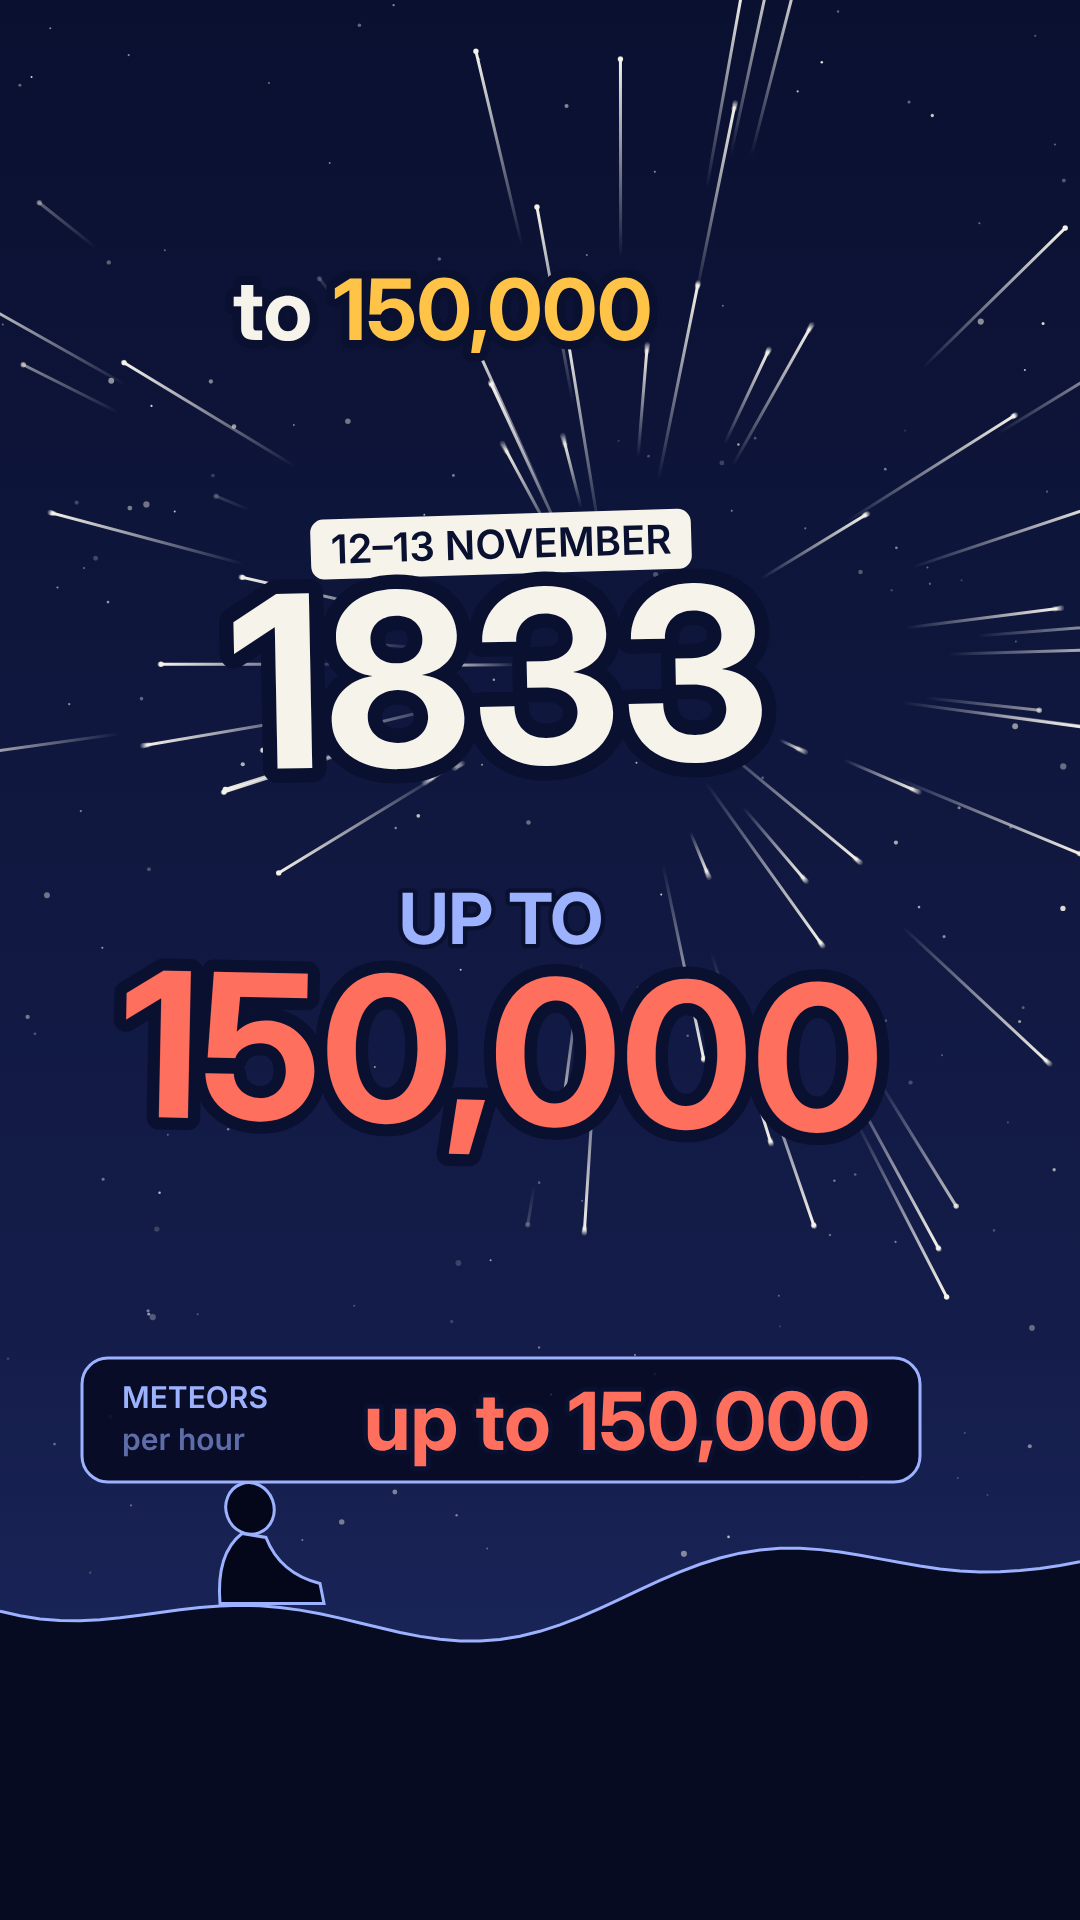 to 150,000
12–13 NOVEMBER
1833
UP TO
150,000
METEORS
per hour
up to 150,000